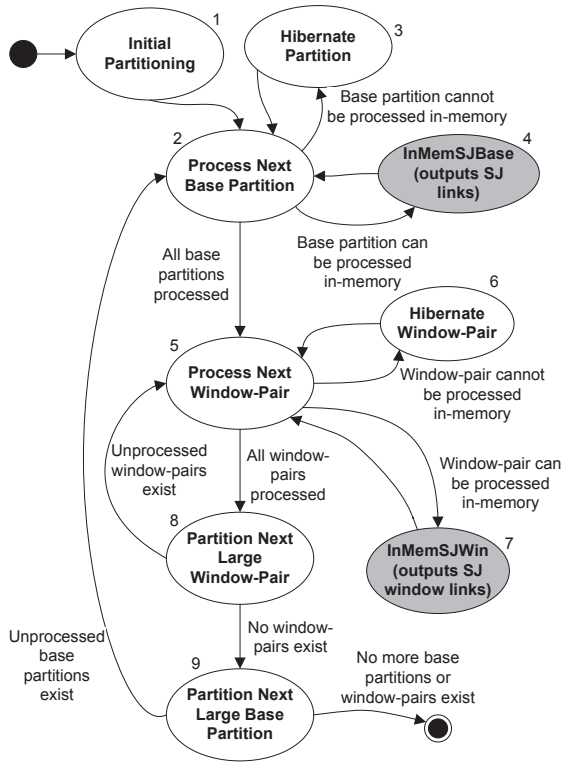 1
Initial
Partitioning
Hibernate
Partition
3
Base partition cannot
be processed in-memory
2
Process Next
Base Partition
4
InMemSJBase
(outputs SJ
links)
Base partition can
be processed
in-memory
All base
partitions
processed
6
Hibernate
Window-Pair
5
Process Next
Window-Pair
Window-pair cannot
be processed
in-memory
Unprocessed
window-pairs
exist
All window-
pairs
processed
Window-pair can
be processed
in-memory
8
Partition Next
Large
Window-Pair
7
InMemSJWin
(outputs SJ
window links)
Unprocessed
base
partitions
exist
No window-
pairs exist
9
Partition Next
Large Base
Partition
No more base
partitions or
window-pairs exist